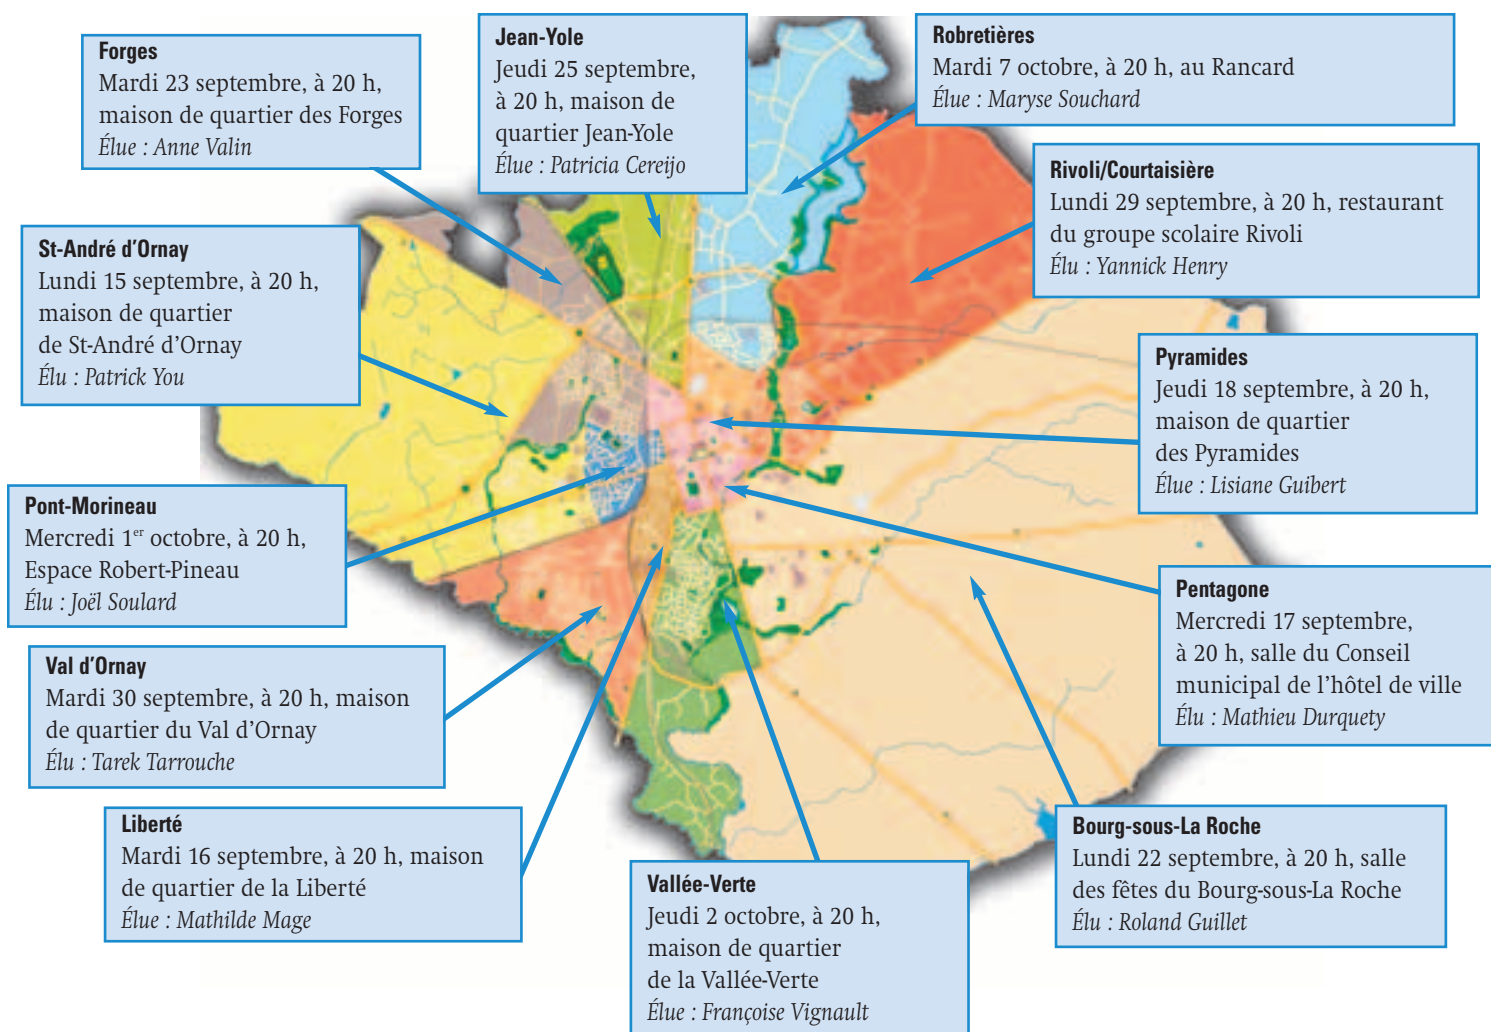 Forges
Mardi 23 septembre, à 20 h,
maison de quartier des Forges
Élue : Anne Valin
Jean-Yole
Jeudi 25 septembre,
à 20 h, maison de
quartier Jean-Yole
Élue : Patricia Cereijo
Robretières
Mardi 7 octobre, à 20 h, au Rancard
Élue : Maryse Souchard
Rivoli/Courtaisière
Lundi 29 septembre, à 20 h, restaurant
du groupe scolaire Rivoli
Élu : Yannick Henry
St-André d’Ornay
Lundi 15 septembre, à 20 h,
maison de quartier
de St-André d’Ornay
Élu : Patrick You
Pyramides
Jeudi 18 septembre, à 20 h,
maison de quartier
des Pyramides
Élue : Lisiane Guibert
Pont-Morineau
Mercredi 1er octobre, à 20 h,
Espace Robert-Pineau
Élu : Joël Soulard
Pentagone
Mercredi 17 septembre,
à 20 h, salle du Conseil
municipal de l’hôtel de ville
Élu : Mathieu Durquety
Val d’Ornay
Mardi 30 septembre, à 20 h, maison
de quartier du Val d’Ornay
Élu : Tarek Tarrouche
Liberté
Mardi 16 septembre, à 20 h, maison
de quartier de la Liberté
Élue : Mathilde Mage
Vallée-Verte
Jeudi 2 octobre, à 20 h,
maison de quartier
de la Vallée-Verte
Élue : Françoise Vignault
Bourg-sous-La Roche
Lundi 22 septembre, à 20 h, salle
des fêtes du Bourg-sous-La Roche
Élu : Roland Guillet